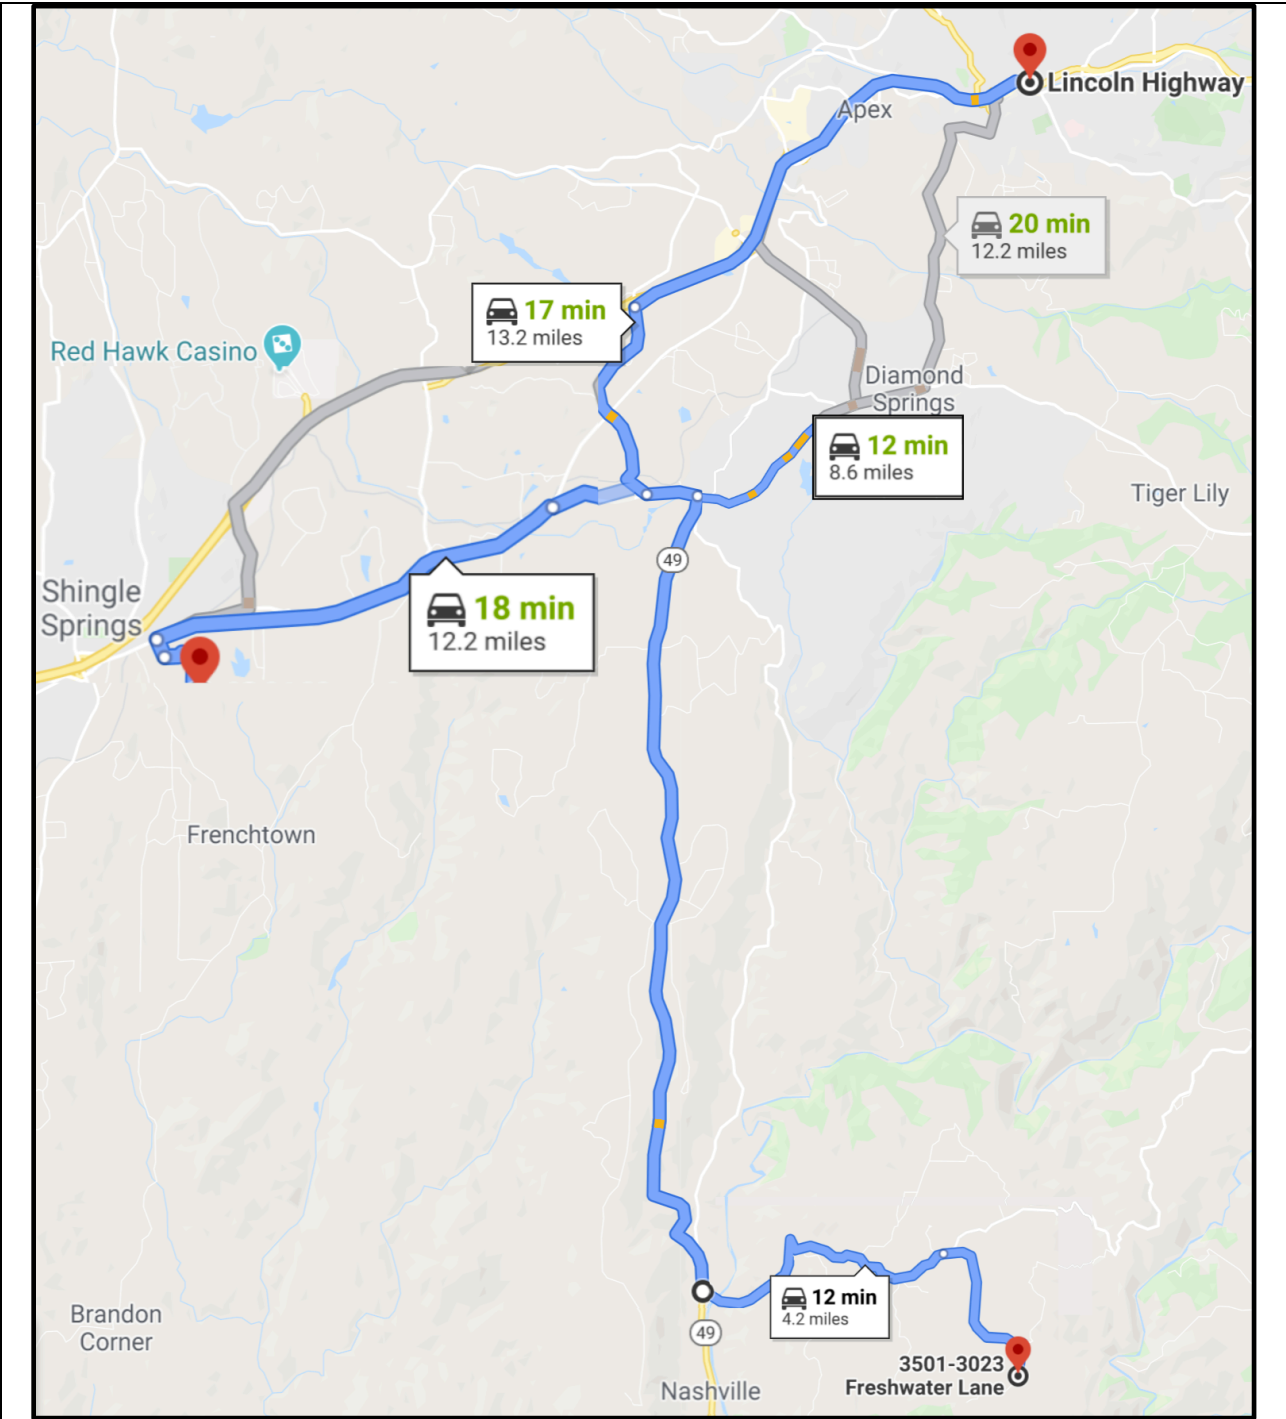 Lincoln Highway
Apex
20 min
12.2 miles
17 min
13.2 miles
Red Hawk Casino
Diamond
Springs
12 min
8.6 miles
Tiger Lily
49
Shingle
Springs
18 min
12.2 miles
Frenchtown
12 min
4.2 miles
Brandon
Corner
49
3501-3023
Freshwater Lane
Nashville